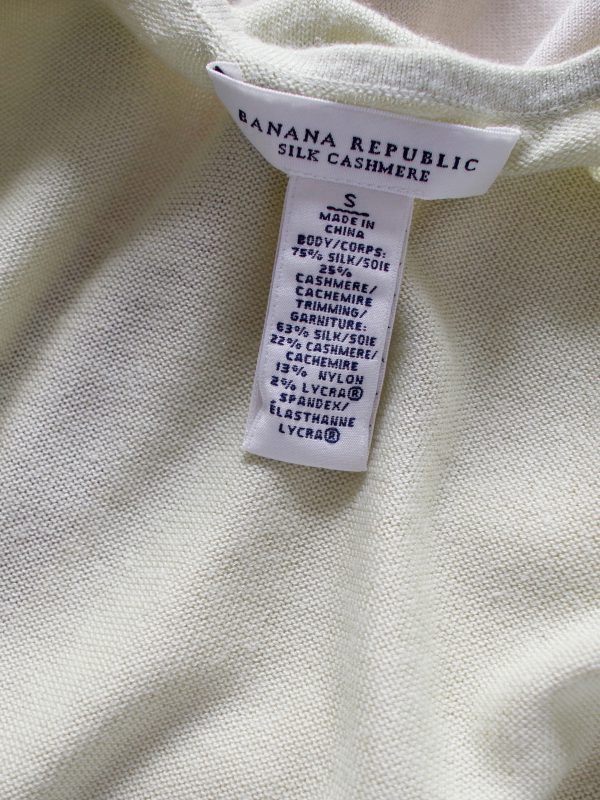 BANANA REPUBLIC
SILK CASHMERE
S
MADE IN
CHINA
BODY/CORPS:
75% SILK/SOIE
25%
CASHMERE/
CACHEMIRE
TRIMMING/
GARNITURE:
63% SILK/SOIE
22% CASHMERE/
CACHEMIRE
13% NYLON
2% LYCRA®
SPANDEX/
ÉLASTHANNE
LYCRA®